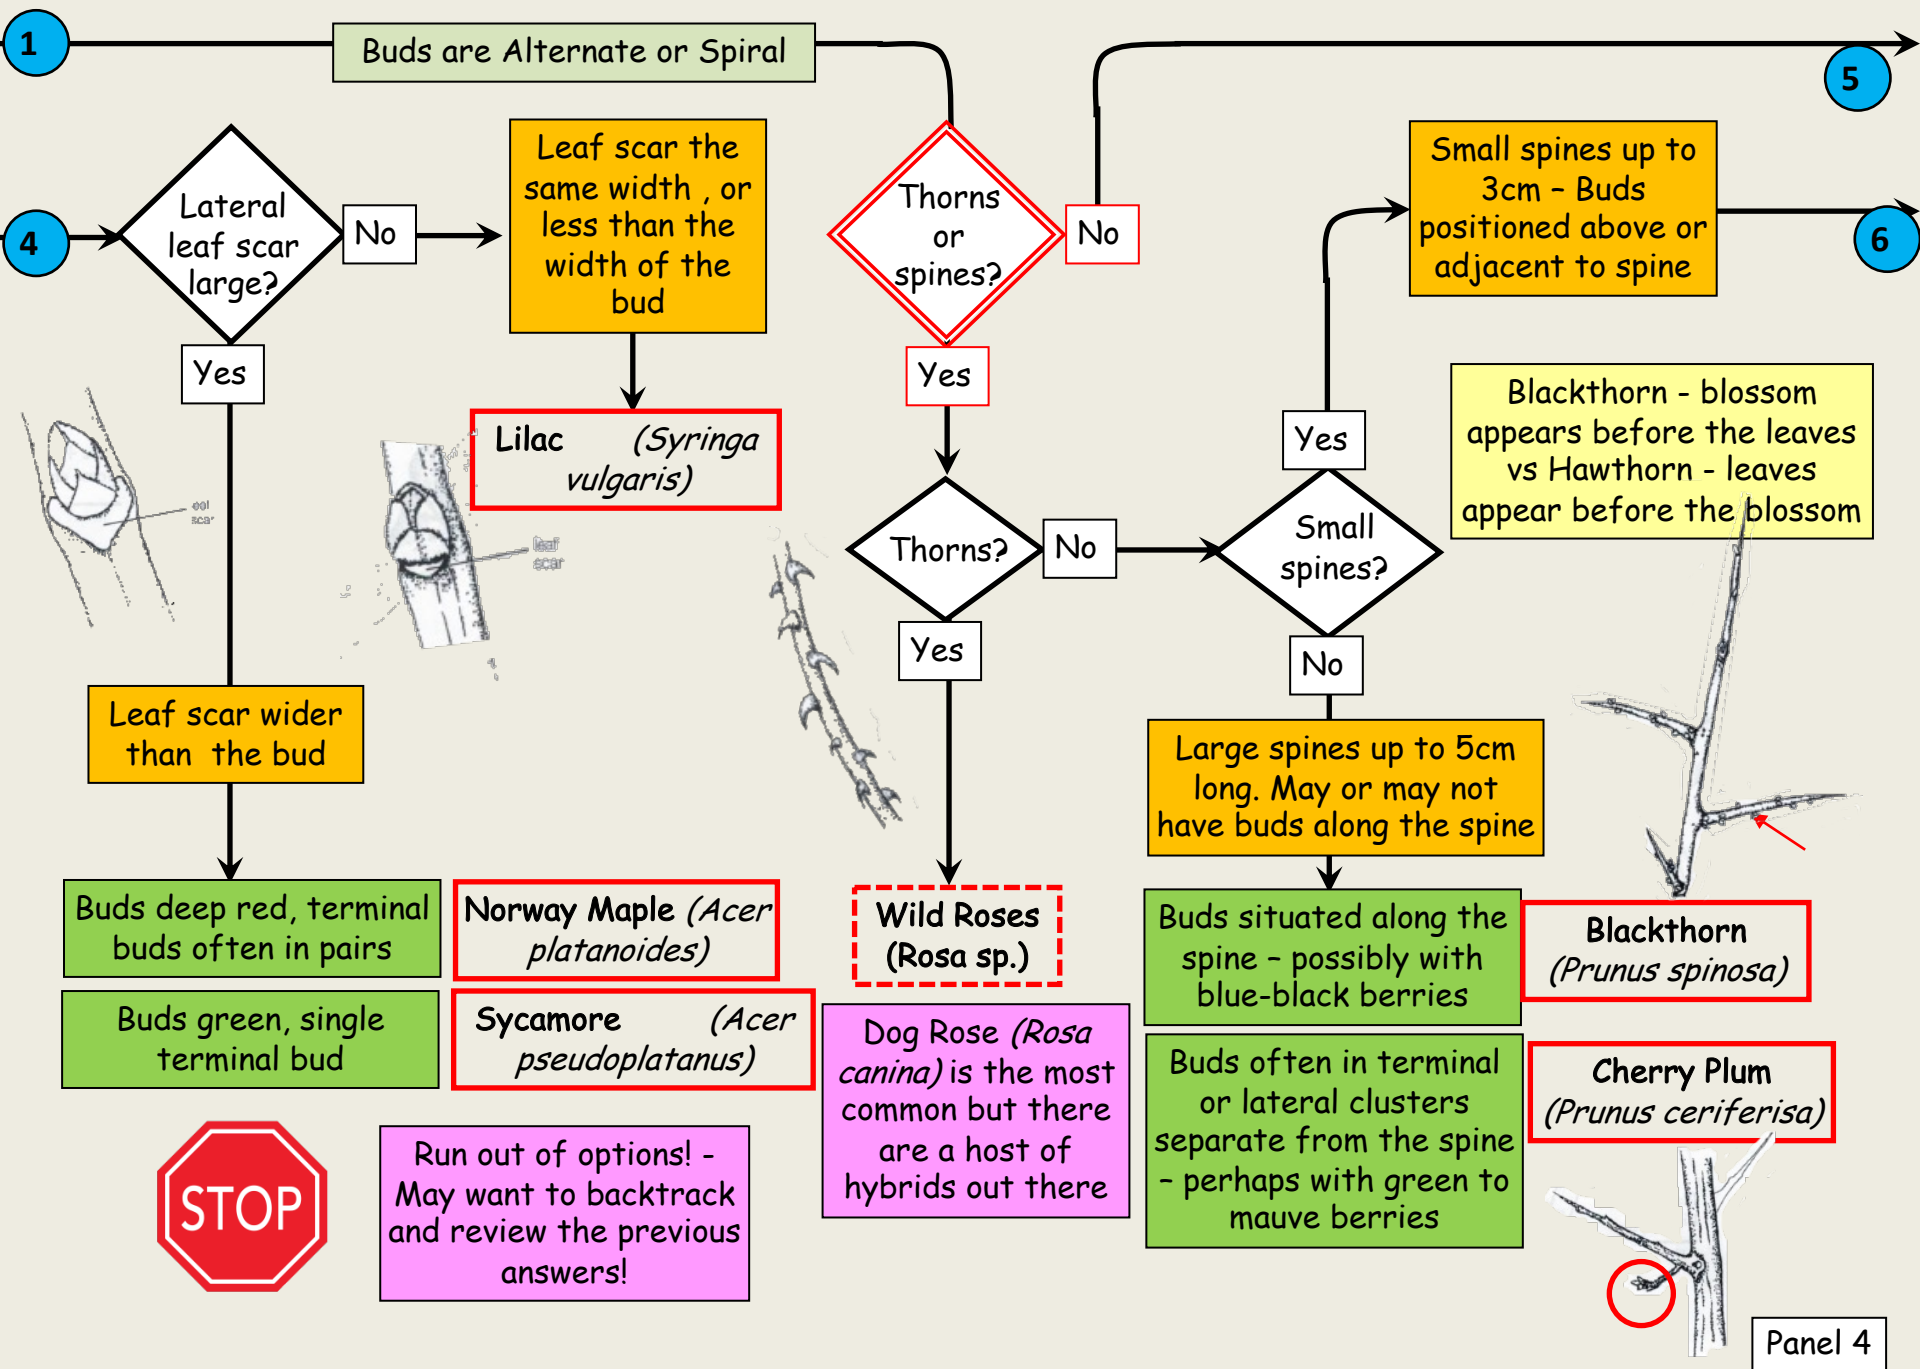 1
Buds are Alternate or Spiral
5
4
Lateral
leaf scar
large?
No
Leaf scar the
same width , or
less than the
width of the
bud
Thorns
or
spines?
No
Small spines up to
3cm – Buds
positioned above or
adjacent to spine
6
Yes
Yes
Lilac (Syringa
vulgaris)
Yes
Blackthorn - blossom
appears before the leaves
vs Hawthorn - leaves
appear before the blossom
scar
leaf
scar
Thorns?
No
Small
spines?
Yes
No
Leaf scar wider
than the bud
Large spines up to 5cm
long. May or may not
have buds along the spine
Buds deep red, terminal
buds often in pairs
Norway Maple (Acer
platanoides)
Buds green, single
terminal bud
Sycamore (Acer
pseudoplatanus)
Wild Roses
(Rosa sp.)
Dog Rose (Rosa
canina) is the most
common but there
are a host of
hybrids out there
Buds situated along the
spine – possibly with
blue-black berries
Blackthorn
(Prunus spinosa)
Buds often in terminal
or lateral clusters
separate from the spine
– perhaps with green to
mauve berries
Cherry Plum
(Prunus ceriferisa)
STOP
Run out of options! -
May want to backtrack
and review the previous
answers!
Panel 4